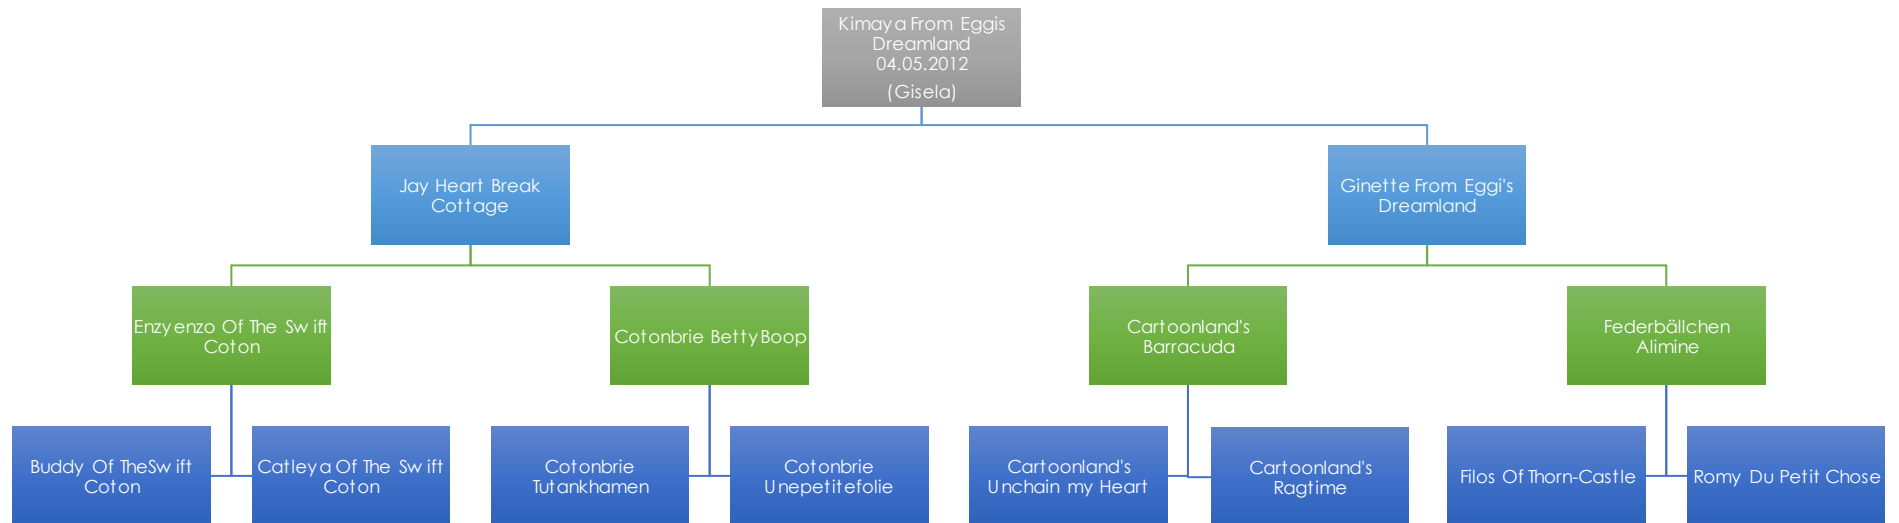 Kimaya From Eggis
Dreamland
04.05.2012
(Gisela)
Jay Heart Break
Cottage
Ginette From Eggi's
Dreamland
Enzyenzo Of The Swift
Coton
Cotonbrie Betty Boop
Cartoonland's
Barracuda
Federbällchen
Alimine
Buddy Of TheSwift
Coton
Catleya Of The Swift
Coton
Cotonbrie
Tutankhamen
Cotonbrie
Unepetitefolie
Cartoonland's
Unchain my Heart
Cartoonland's
Ragtime
Filos Of Thorn-Castle
Romy Du Petit Chose